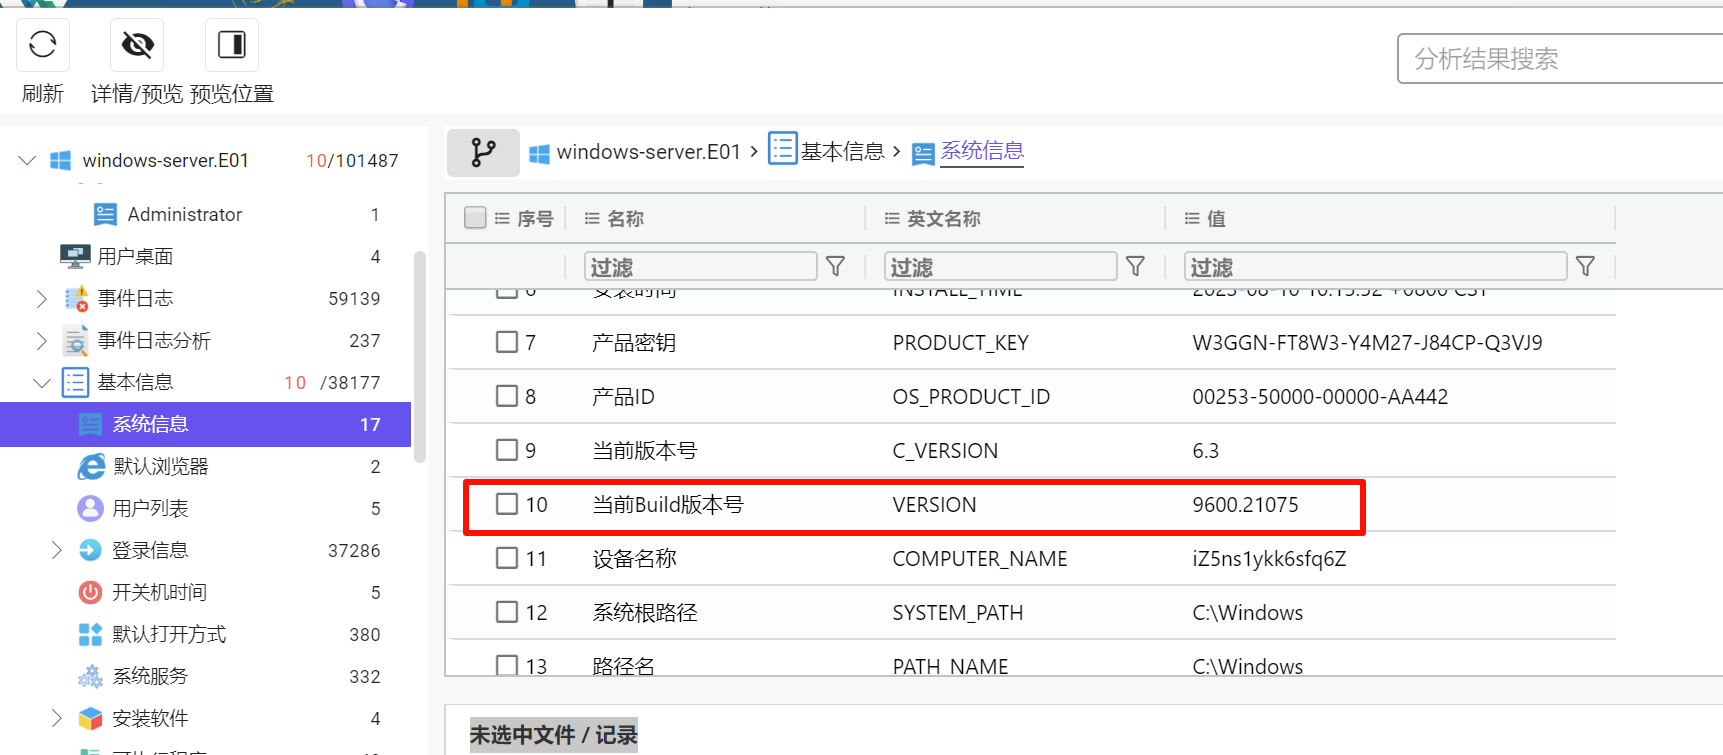 刷新
详情/预览
预览位置
分析结果搜索
windows-server.E01 10/101487
Administrator 1
用户桌面 4
事件日志 59139
事件日志分析 237
基本信息 10 /38177
系统信息 17
默认浏览器 2
用户列表 5
登录信息 37286
开关机时间 5
默认打开方式 380
系统服务 332
安装软件 4
windows-server.E01 › 基本信息 › 系统信息
序号 名称 英文名称 值
过滤 过滤 过滤
6 安装时间 INSTALL_TIME
7 产品密钥 PRODUCT_KEY W3GGN-FT8W3-Y4M27-J84CP-Q3VJ9
8 产品ID OS_PRODUCT_ID 00253-50000-00000-AA442
9 当前版本号 C_VERSION 6.3
10 当前Build版本号 VERSION 9600.21075
11 设备名称 COMPUTER_NAME iZ5ns1ykk6sfq6Z
12 系统根路径 SYSTEM_PATH C:\Windows
13 路径名 PATH_NAME C:\Windows
未选中文件 / 记录